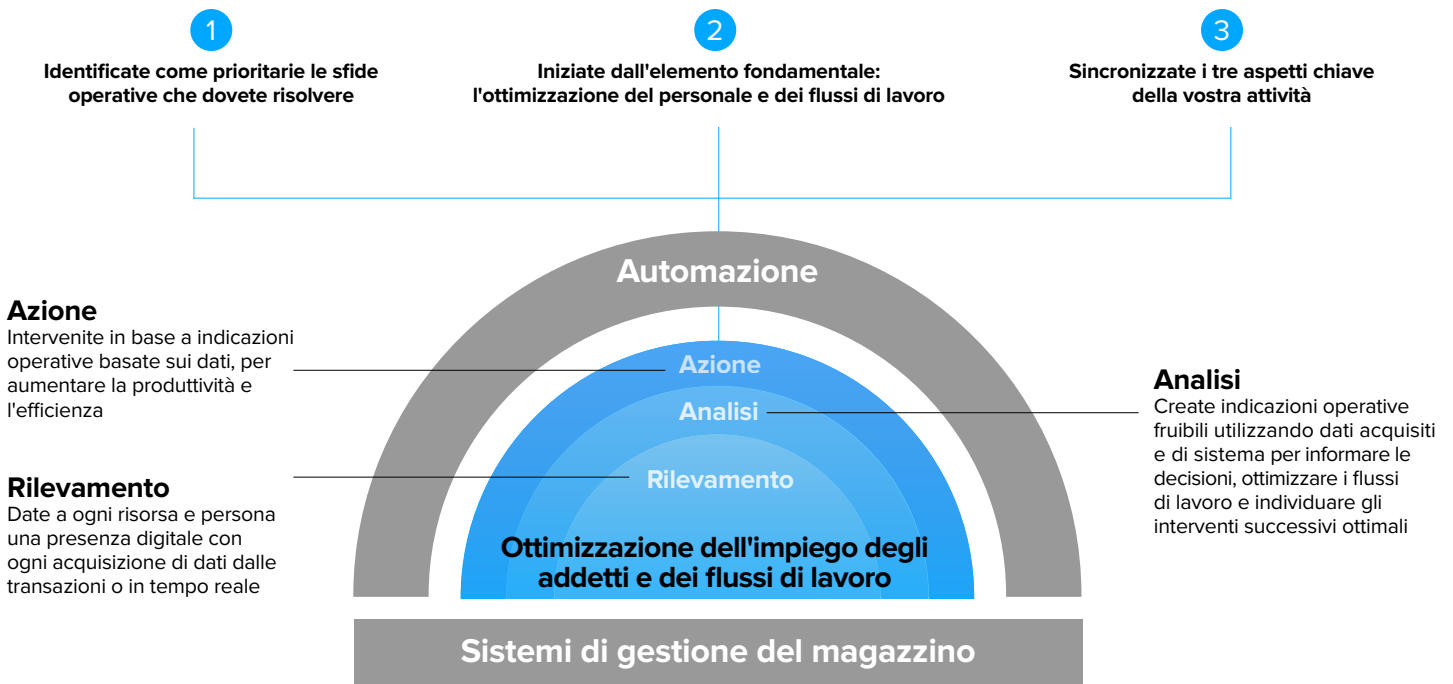 1
Identificate come prioritarie le sfide
operative che dovete risolvere
2
Iniziate dall'elemento fondamentale:
l'ottimizzazione del personale e dei flussi di lavoro
3
Sincronizzate i tre aspetti chiave
della vostra attività
Automazione
Azione
Intervenite in base a indicazioni
operative basate sui dati, per
aumentare la produttività e
l'efficienza
Rilevamento
Date a ogni risorsa e persona
una presenza digitale con
ogni acquisizione di dati dalle
transazioni o in tempo reale
Azione
Analisi
Rilevamento
Ottimizzazione dell'impiego degli
addetti e dei flussi di lavoro
Analisi
Create indicazioni operative
fruibili utilizzando dati acquisiti
e di sistema per informare le
decisioni, ottimizzare i flussi
di lavoro e individuare gli
interventi successivi ottimali
Sistemi di gestione del magazzino